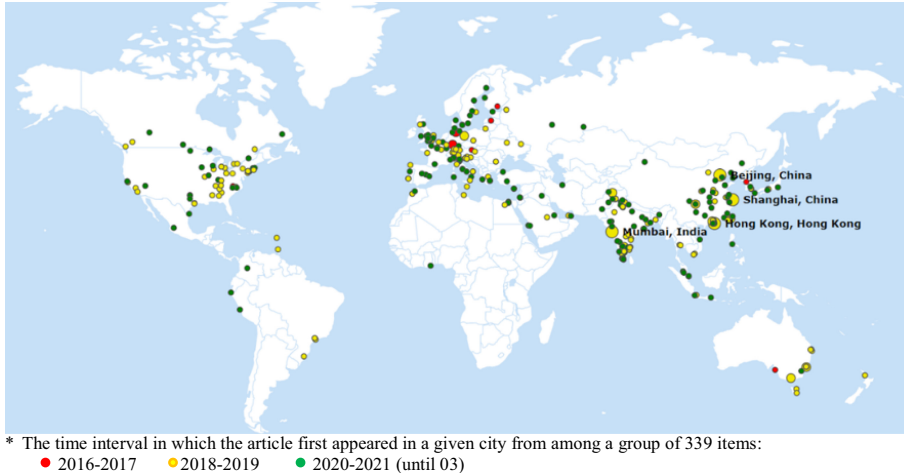 Beijing, China
Shanghai, China
Hong Kong, Hong Kong
Mumbai, India
* The time interval in which the article first appeared in a given city from among a group of 339 items:
2016-2017 2018-2019 2020-2021 (until 03)